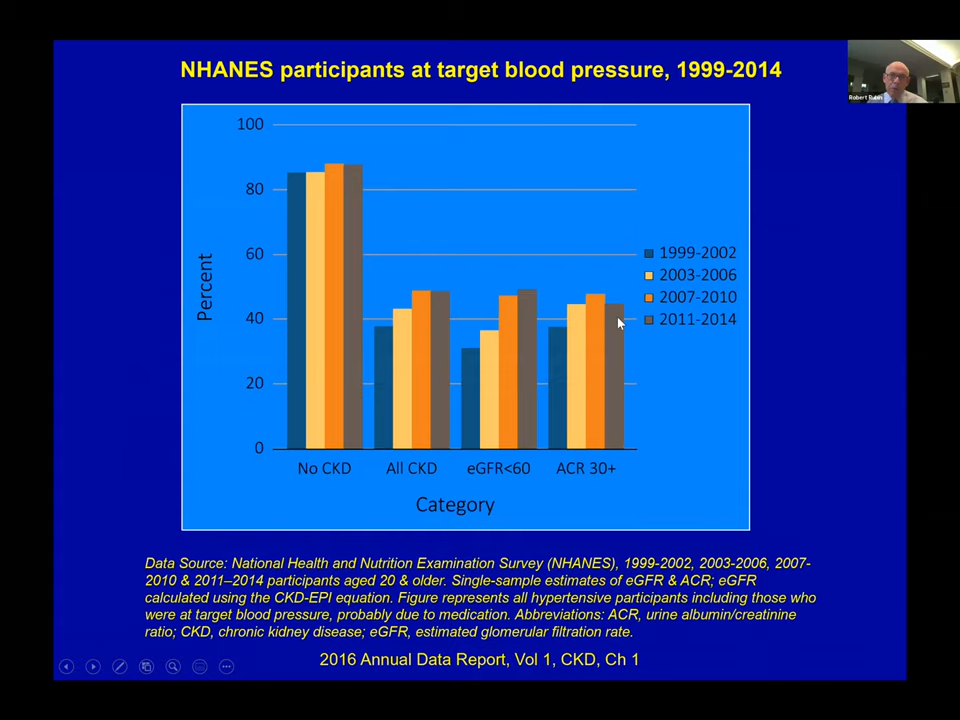 NHANES participants at target blood pressure, 1999-2014
Robert Rubin
100
80
60
40
20
0
Percent
1999-2002
2003-2006
2007-2010
2011-2014
No CKD
All CKD
eGFR<60
ACR 30+
Category
Data Source: National Health and Nutrition Examination Survey (NHANES), 1999-2002, 2003-2006, 2007-
2010 & 2011–2014 participants aged 20 & older. Single-sample estimates of eGFR & ACR; eGFR
calculated using the CKD-EPI equation. Figure represents all hypertensive participants including those who
were at target blood pressure, probably due to medication. Abbreviations: ACR, urine albumin/creatinine
ratio; CKD, chronic kidney disease; eGFR, estimated glomerular filtration rate.
2016 Annual Data Report, Vol 1, CKD, Ch 1